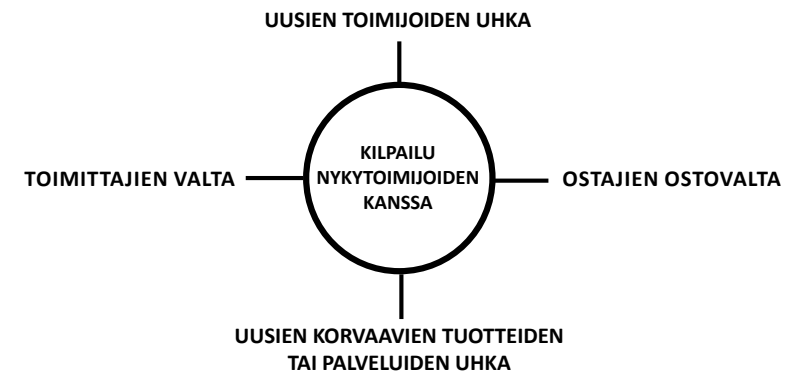 UUSIEN TOIMIJOIDEN UHKA
KILPAILU
NYKYTOIMIJOIDEN
KANSSA
TOIMITTAJIEN VALTA
OSTAJIEN OSTOVALTA
UUSIEN KORVAAVIEN TUOTTEIDEN
TAI PALVELUIDEN UHKA